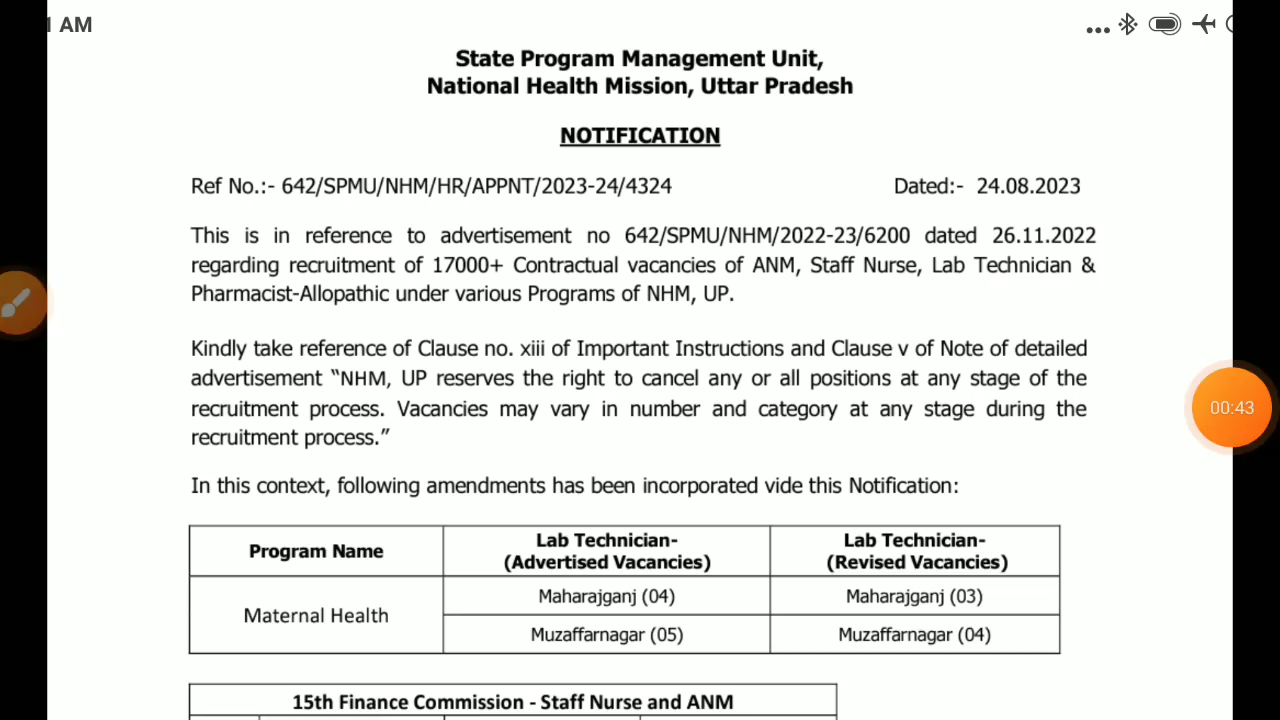 1 AM
State Program Management Unit,
National Health Mission, Uttar Pradesh
NOTIFICATION
Ref No.:- 642/SPMU/NHM/HR/APPNT/2023-24/4324 Dated:- 24.08.2023
This is in reference to advertisement no 642/SPMU/NHM/2022-23/6200 dated 26.11.2022
regarding recruitment of 17000+ Contractual vacancies of ANM, Staff Nurse, Lab Technician &
Pharmacist-Allopathic under various Programs of NHM, UP.
Kindly take reference of Clause no. xiii of Important Instructions and Clause v of Note of detailed
advertisement “NHM, UP reserves the right to cancel any or all positions at any stage of the
recruitment process. Vacancies may vary in number and category at any stage during the
recruitment process.”
00:43
In this context, following amendments has been incorporated vide this Notification:
Program Name
Lab Technician-
(Advertised Vacancies)
Lab Technician-
(Revised Vacancies)
Maternal Health
Maharajganj (04)
Maharajganj (03)
Muzaffarnagar (05)
Muzaffarnagar (04)
15th Finance Commission - Staff Nurse and ANM